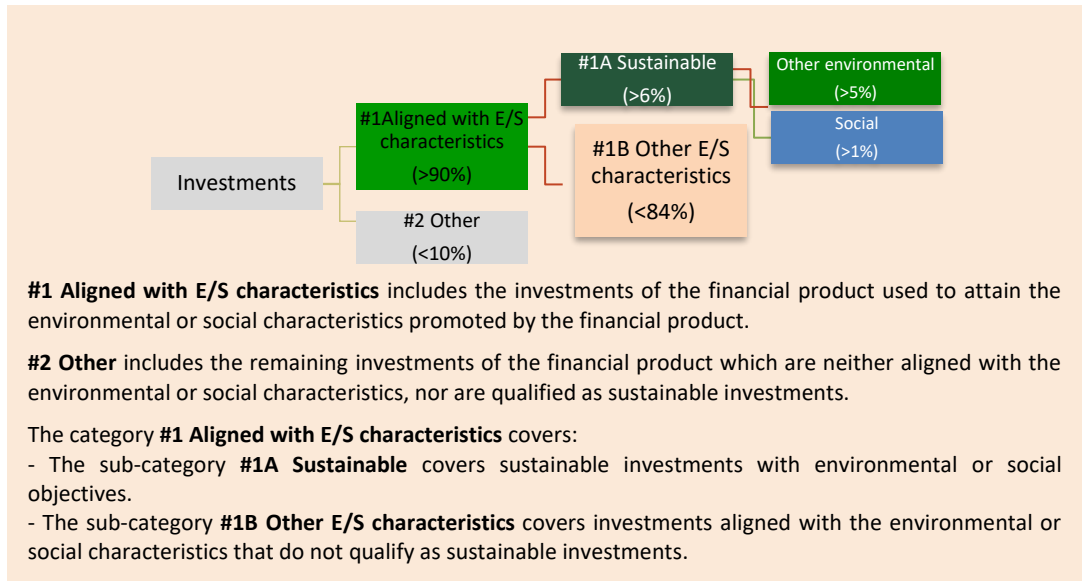 #1A Sustainable
(>6%)
Other environmental
(>5%)
Social
(>1%)
#1Aligned with E/S
characteristics
(>90%)
#1B Other E/S
characteristics
(<84%)
Investments
#2 Other
(<10%)
#1 Aligned with E/S characteristics includes the investments of the financial product used to attain the
environmental or social characteristics promoted by the financial product.
#2 Other includes the remaining investments of the financial product which are neither aligned with the
environmental or social characteristics, nor are qualified as sustainable investments.
The category #1 Aligned with E/S characteristics covers:
- The sub-category #1A Sustainable covers sustainable investments with environmental or social
objectives.
- The sub-category #1B Other E/S characteristics covers investments aligned with the environmental or
social characteristics that do not qualify as sustainable investments.